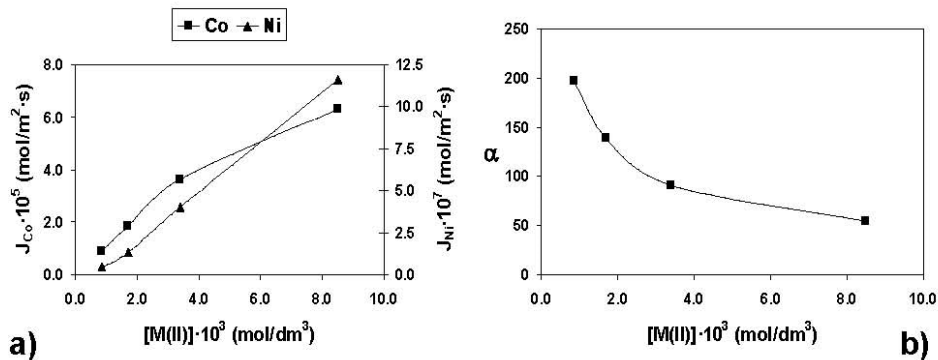 Co Ni
8.0
6.0
4.0
2.0
0.0
J_Co·10^5 (mol/m^2·s)
12.5
10.0
7.5
5.0
2.5
0.0
J_Ni·10^7 (mol/m^2·s)
0.0 2.0 4.0 6.0 8.0 10.0
[M(II)]·10^3 (mol/dm^3)
a)
250
200
150
100
50
0
α
0.0 2.0 4.0 6.0 8.0 10.0
[M(II)]·10^3 (mol/dm^3)
b)